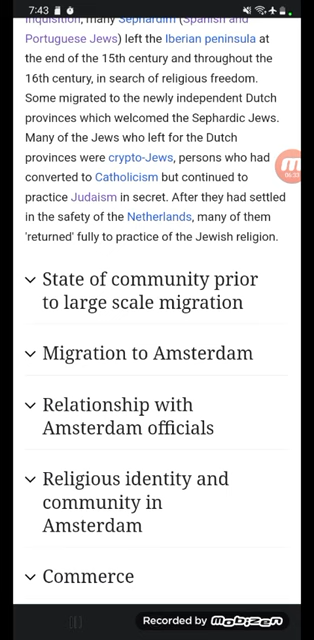 7:43
Inquisition, many Sephardim (Spanish and
Portuguese Jews) left the Iberian peninsula at
the end of the 15th century and throughout the
16th century, in search of religious freedom.
Some migrated to the newly independent Dutch
provinces which welcomed the Sephardic Jews.
Many of the Jews who left for the Dutch
provinces were crypto-Jews, persons who had
converted to Catholicism but continued to
practice Judaism in secret. After they had settled
in the safety of the Netherlands, many of them
'returned' fully to practice of the Jewish religion.
State of community prior
to large scale migration
Migration to Amsterdam
Relationship with
Amsterdam officials
Religious identity and
community in
Amsterdam
Commerce
Recorded by mobizen